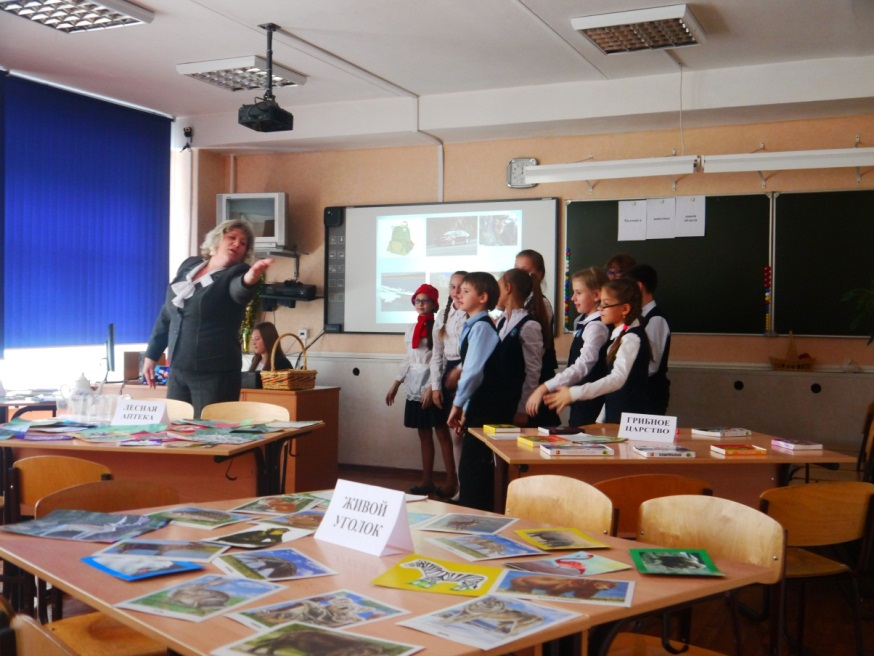 ЛЕСНАЯ
АПТЕКА
ГРИБНОЕ
ЦАРСТВО
ЖИВОЙ
УГОЛОК